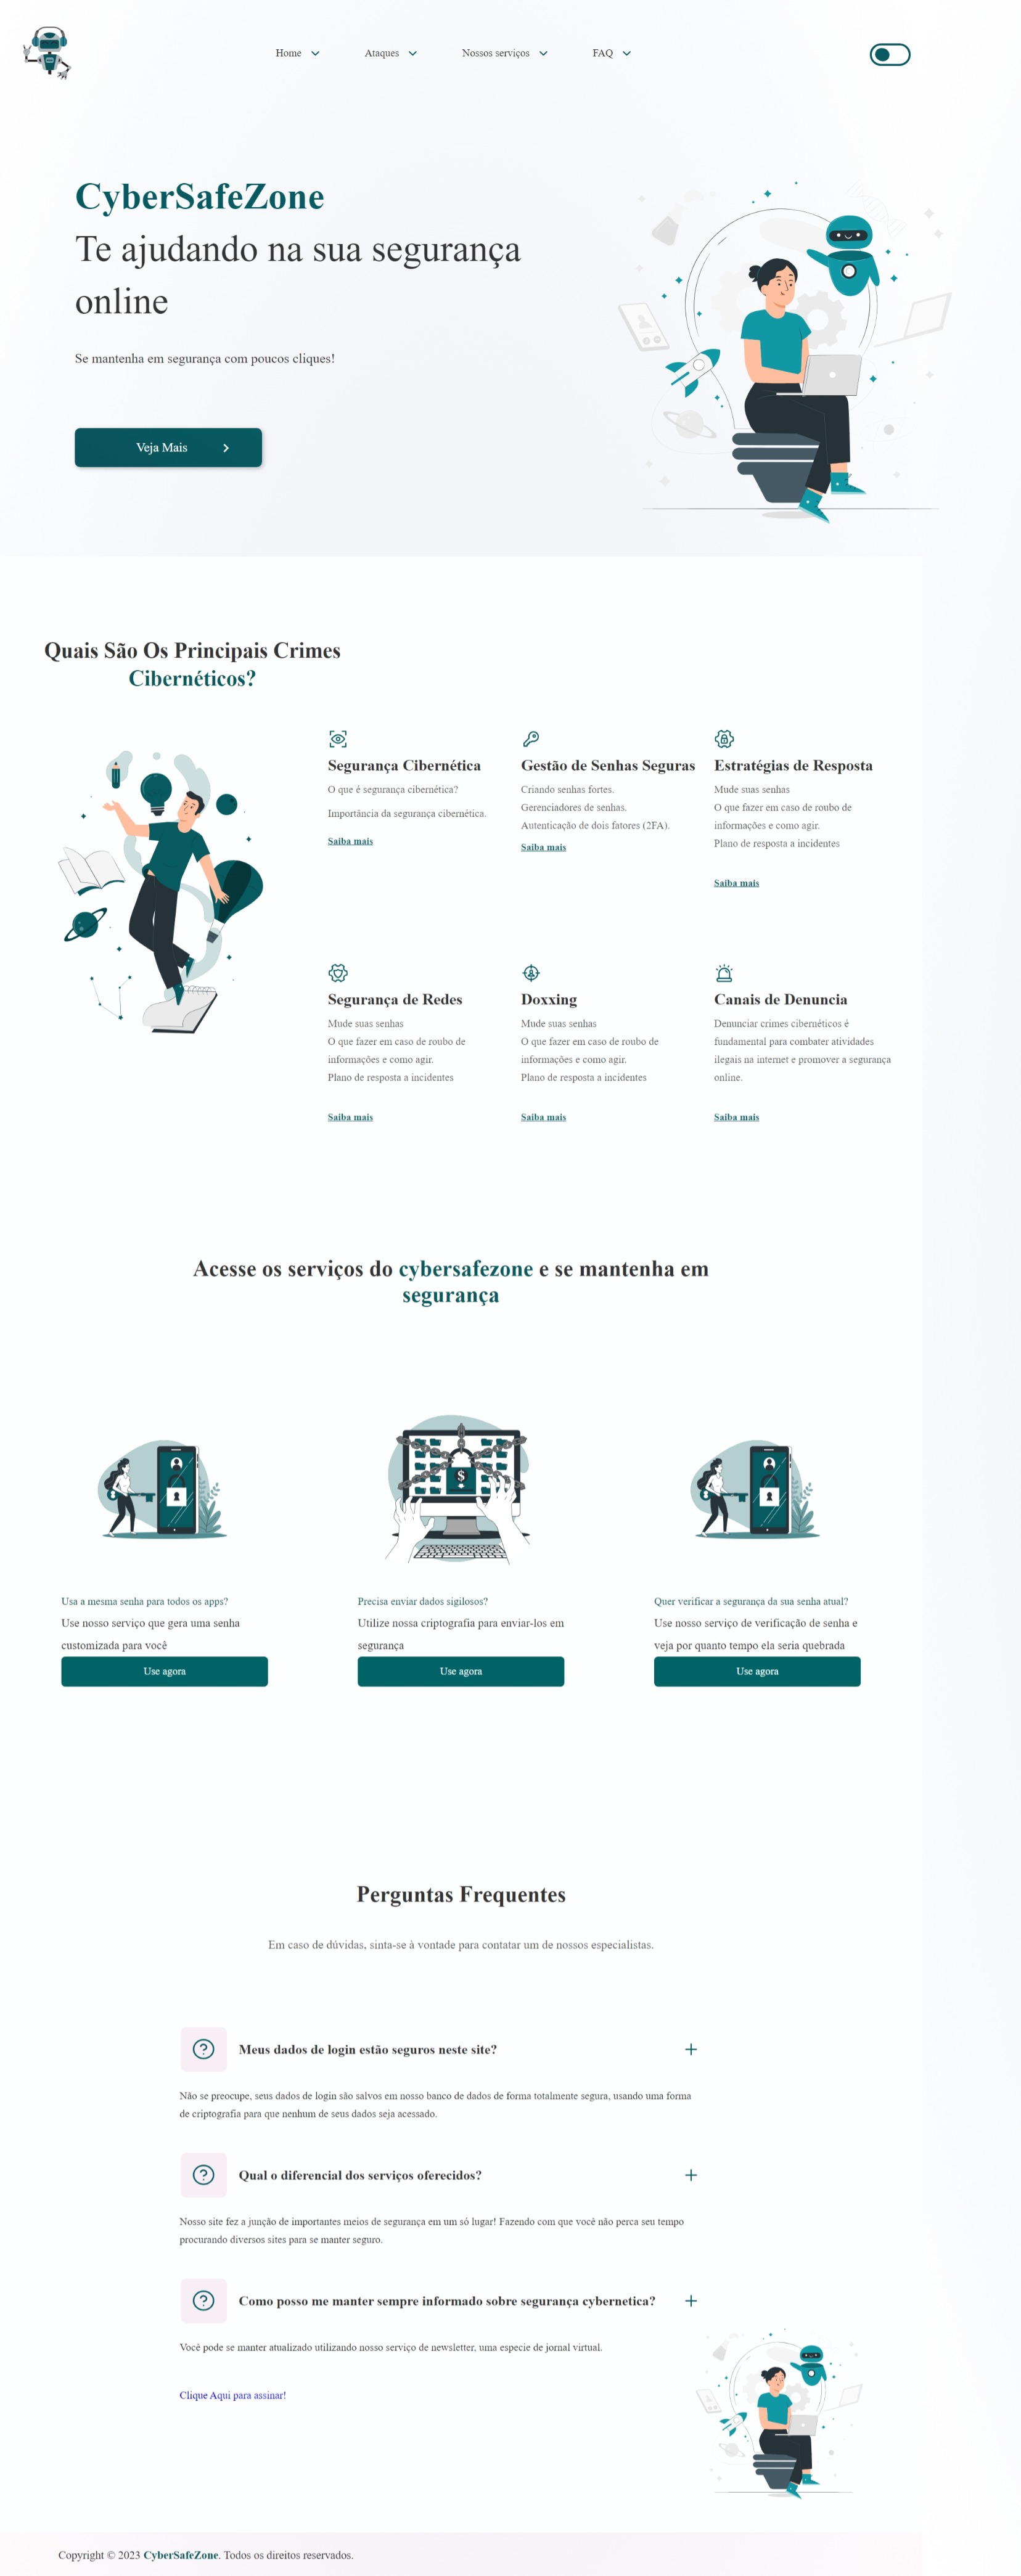 Home Ataques Nossos serviços FAQ
CyberSafeZone
Te ajudando na sua segurança
online
Se mantenha em segurança com poucos cliques!
Veja Mais
Quais São Os Principais Crimes
Cibernéticos?
Segurança Cibernética
O que é segurança cibernética?
Importância da segurança cibernética.
Saiba mais
Gestão de Senhas Seguras
Criando senhas fortes.
Gerenciadores de senhas.
Autenticação de dois fatores (2FA).
Saiba mais
Estratégias de Resposta
Mude suas senhas
O que fazer em caso de roubo de
informações e como agir.
Plano de resposta a incidentes
Saiba mais
Segurança de Redes
Mude suas senhas
O que fazer em caso de roubo de
informações e como agir.
Plano de resposta a incidentes
Saiba mais
Doxxing
Mude suas senhas
O que fazer em caso de roubo de
informações e como agir.
Plano de resposta a incidentes
Saiba mais
Canais de Denuncia
Denunciar crimes cibernéticos é
fundamental para combater atividades
ilegais na internet e promover a segurança
online.
Saiba mais
Acesse os serviços do cybersafezone e se mantenha em
segurança
$
Usa a mesma senha para todos os apps?
Use nosso serviço que gera uma senha
customizada para você
Use agora
Precisa enviar dados sigilosos?
Utilize nossa criptografia para enviar-los em
segurança
Use agora
Quer verificar a segurança da sua senha atual?
Use nosso serviço de verificação de senha e
veja por quanto tempo ela seria quebrada
Use agora
Perguntas Frequentes
Em caso de dúvidas, sinta-se à vontade para contatar um de nossos especialistas.
Meus dados de login estão seguros neste site?
Não se preocupe, seus dados de login são salvos em nosso banco de dados de forma totalmente segura, usando uma forma
de criptografia para que nenhum de seus dados seja acessado.
Qual o diferencial dos serviços oferecidos?
Nosso site fez a junção de importantes meios de segurança em um só lugar! Fazendo com que você não perca seu tempo
procurando diversos sites para se manter seguro.
Como posso me manter sempre informado sobre segurança cybernetica?
Você pode se manter atualizado utilizando nosso serviço de newsletter, uma especie de jornal virtual.
Clique Aqui para assinar!
Copyright © 2023 CyberSafeZone. Todos os direitos reservados.